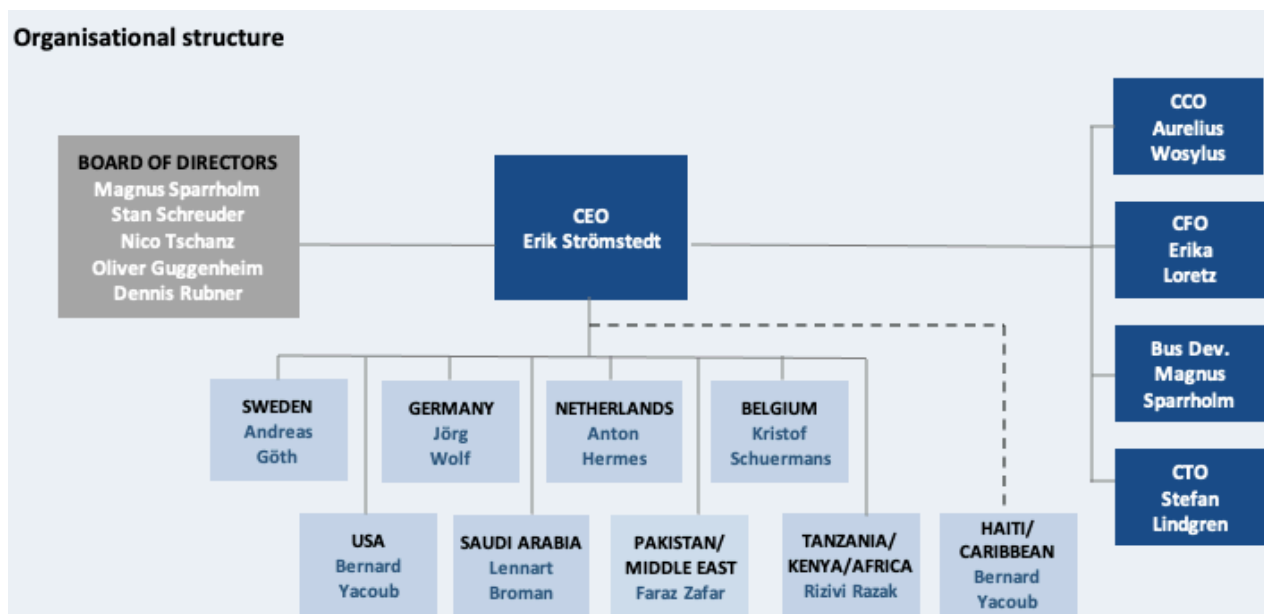 Organisational structure
BOARD OF DIRECTORS
Magnus Sparrholm
Stan Schreuder
Nico Tschanz
Oliver Guggenheim
Dennis Rubner
CEO
Erik Strömstedt
CCO
Aurelius
Wosylus
CFO
Erika
Loretz
Bus Dev.
Magnus
Sparrholm
CTO
Stefan
Lindgren
SWEDEN
Andreas
Göth
GERMANY
Jörg
Wolf
NETHERLANDS
Anton
Hermes
BELGIUM
Kristof
Schuermans
USA
Bernard
Yacoub
SAUDI ARABIA
Lennart
Broman
PAKISTAN/
MIDDLE EAST
Faraz Zafar
TANZANIA/
KENYA/AFRICA
Rizivi Razak
HAITI/
CARIBBEAN
Bernard
Yacoub